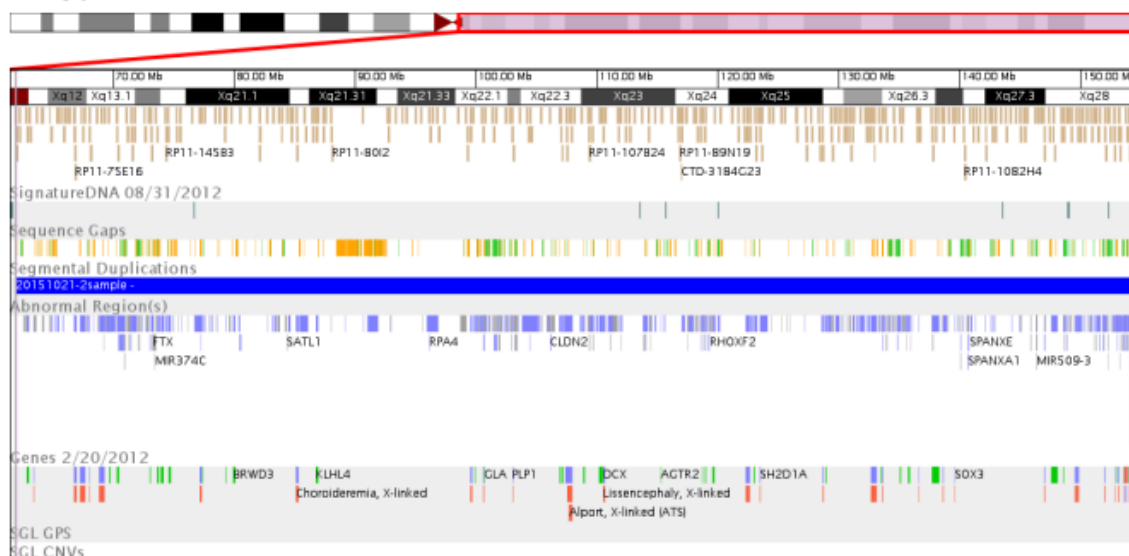 70.00 Mb 80.00 Mb 90.00 Mb 100.00 Mb 110.00 Mb 120.00 Mb 130.00 Mb 140.00 Mb 150.00 M
Xq12 Xq13.1 Xq21.1 Xq21.31 Xq21.33 Xq22.1 Xq22.3 Xq23 Xq24 Xq25 Xq26.3 Xq27.3 Xq28
RP11-145B3 RP11-80I2 RP11-107B24 RP11-89N19
RP11-75E16 CTD-3184G23 RP11-10B2H4
SignatureDNA 08/31/2012
Sequence Gaps
Segmental Duplications
20151021-2sample -
Abnormal Region(s)
FTX SATL1 RPA4 CLDN2 RHOXF2 SPANXE
MIR374C SPANXA1 MIR509-3
Genes 2/20/2012
BRWD3 KLHL4 GLA PLP1 DCX AGTR2 SH2D1A SOX3
Choroideremia, X-linked Lissencephaly, X-linked
Alport, X-linked (ATS)
SGL GPS
SGL CNVs